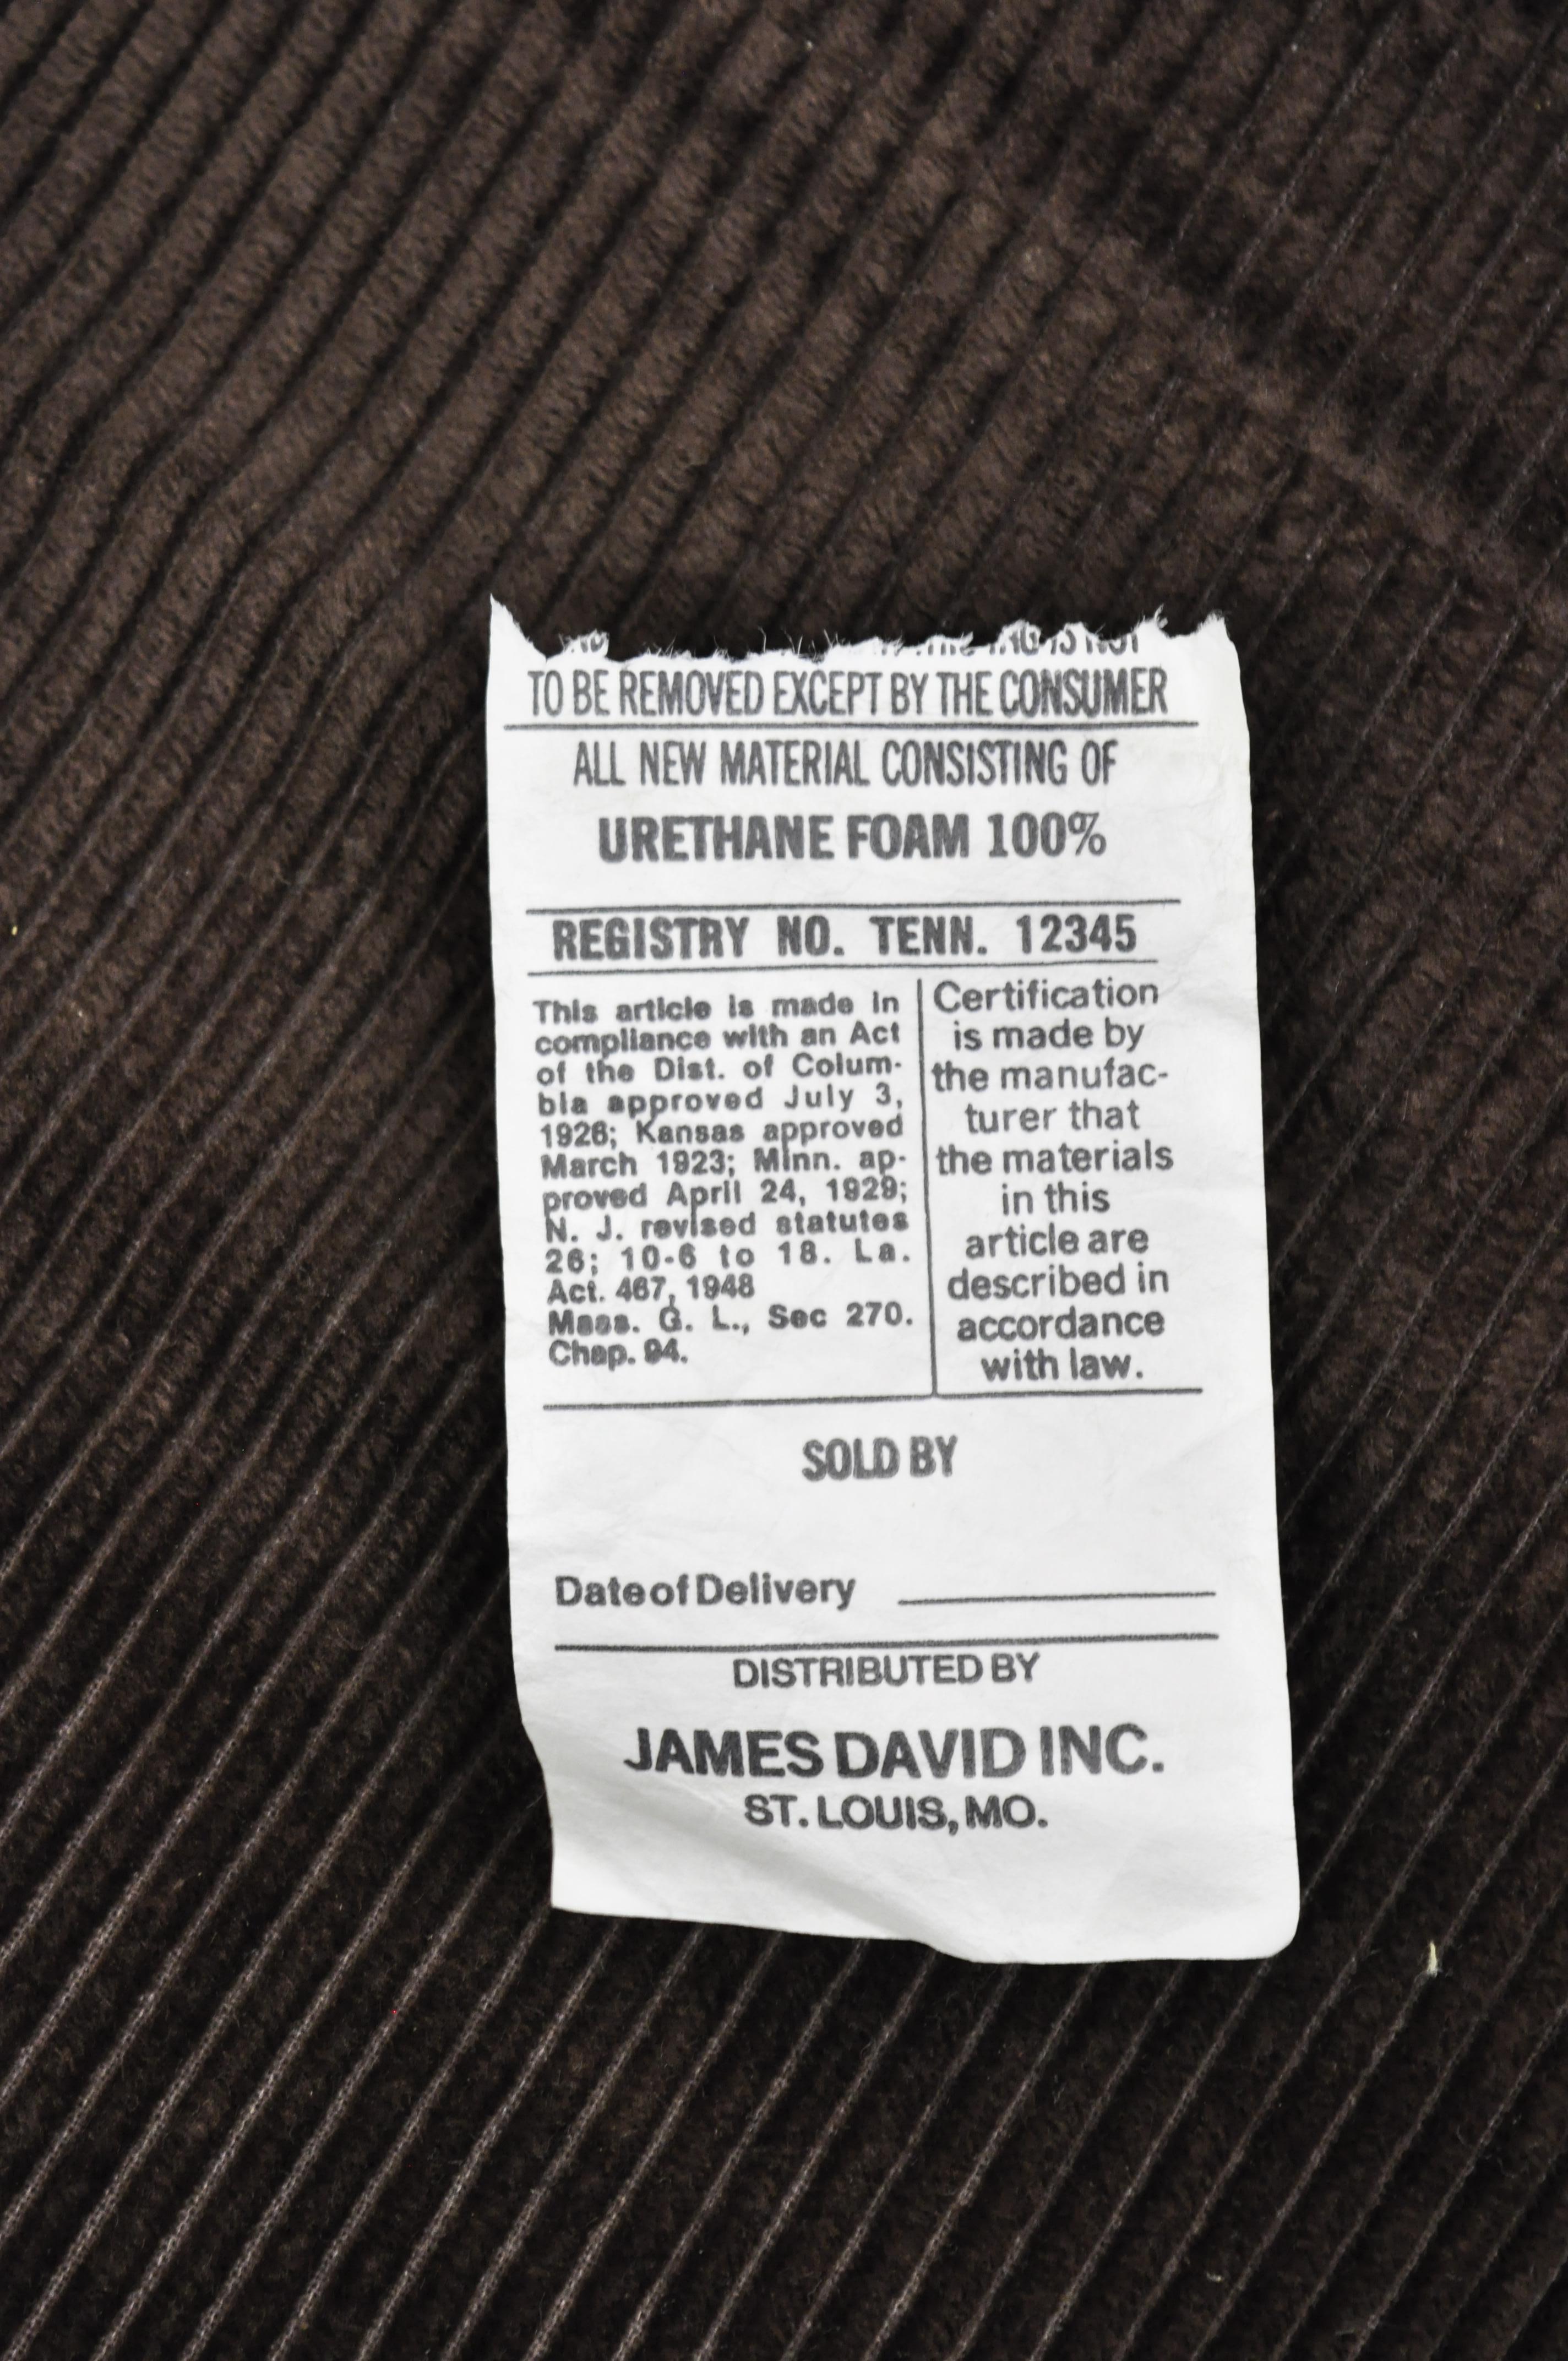 TAG IS NOT
TO BE REMOVED EXCEPT BY THE CONSUMER
ALL NEW MATERIAL CONSISTING OF
URETHANE FOAM 100%
REGISTRY NO. TENN. 12345
This article is made in
compliance with an Act
of the Dist. of Colum-
bia approved July 3,
1926; Kansas approved
March 1923; Minn. ap-
proved April 24, 1929;
N. J. revised statutes
26; 10-6 to 18. La.
Act. 467, 1948
Mass. G. L., Sec 270.
Chap. 94.
Certification
is made by
the manufac-
turer that
the materials
in this
article are
described in
accordance
with law.
SOLD BY
Date of Delivery
DISTRIBUTED BY
JAMES DAVID INC.
ST. LOUIS, MO.